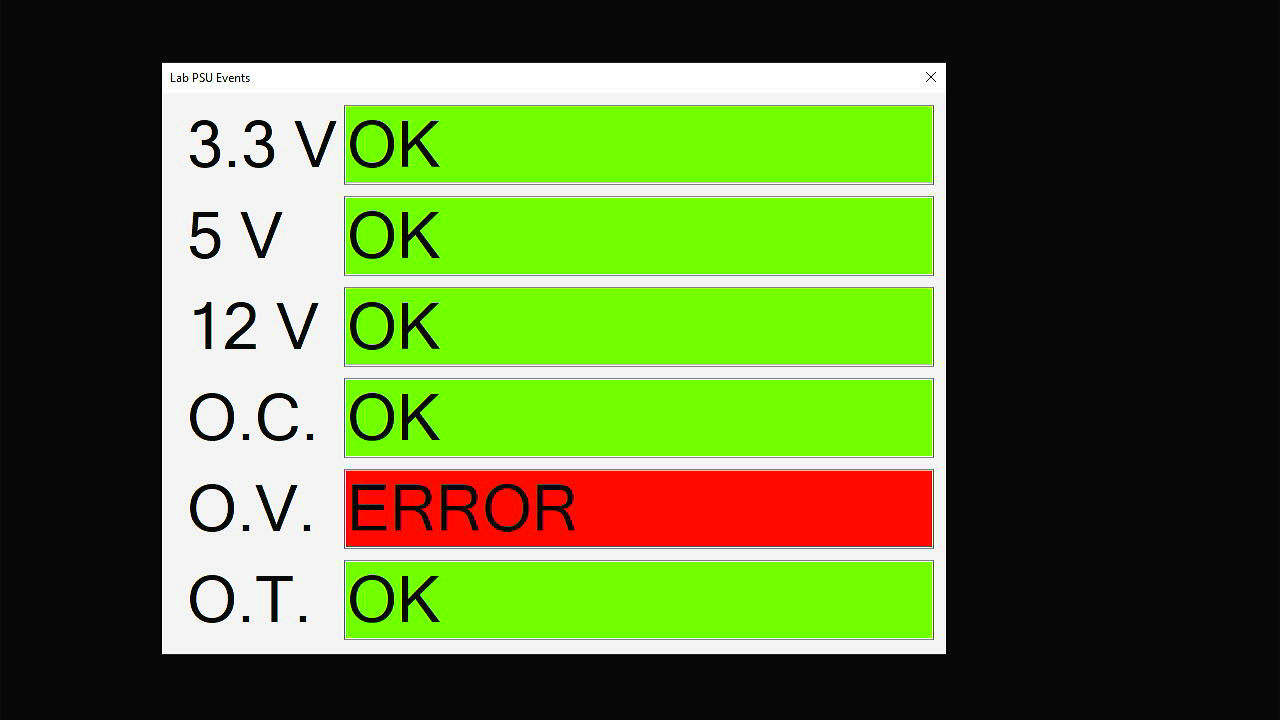 Lab PSU Events
3.3 V OK
5 V OK
12 V OK
O.C. OK
O.V. ERROR
O.T. OK